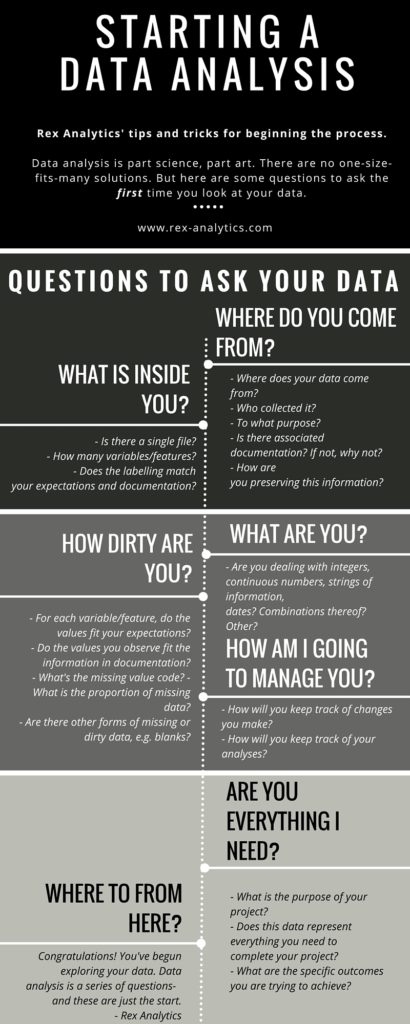 STARTING A
DATA ANALYSIS
Rex Analytics' tips and tricks for beginning the process.
Data analysis is part science, part art. There are no one-size-
fits-many solutions. But here are some questions to ask the
first time you look at your data.
www.rex-analytics.com
QUESTIONS TO ASK YOUR DATA
WHERE DO YOU COME
FROM?
- Where does your data come
from?
- Who collected it?
- To what purpose?
- Is there associated
documentation? If not, why not?
- How are
you preserving this information?
WHAT IS INSIDE
YOU?
- Is there a single file?
- How many variables/features?
- Does the labelling match
your expectations and documentation?
WHAT ARE YOU?
- Are you dealing with integers,
continuous numbers, strings of
information,
dates? Combinations thereof?
Other?
HOW DIRTY ARE
YOU?
- For each variable/feature, do the
values fit your expectations?
- Do the values you observe fit the
information in documentation?
- What's the missing value code? -
What is the proportion of missing
data?
- Are there other forms of missing or
dirty data, e.g. blanks?
HOW AM I GOING
TO MANAGE YOU?
- How will you keep track of changes
you make?
- How will you keep track of your
analyses?
ARE YOU
EVERYTHING I
NEED?
- What is the purpose of your
project?
- Does this data represent
everything you need to
complete your project?
- What are the specific outcomes
you are trying to achieve?
WHERE TO FROM
HERE?
Congratulations! You've begun
exploring your data. Data
analysis is a series of questions-
and these are just the start.
- Rex Analytics